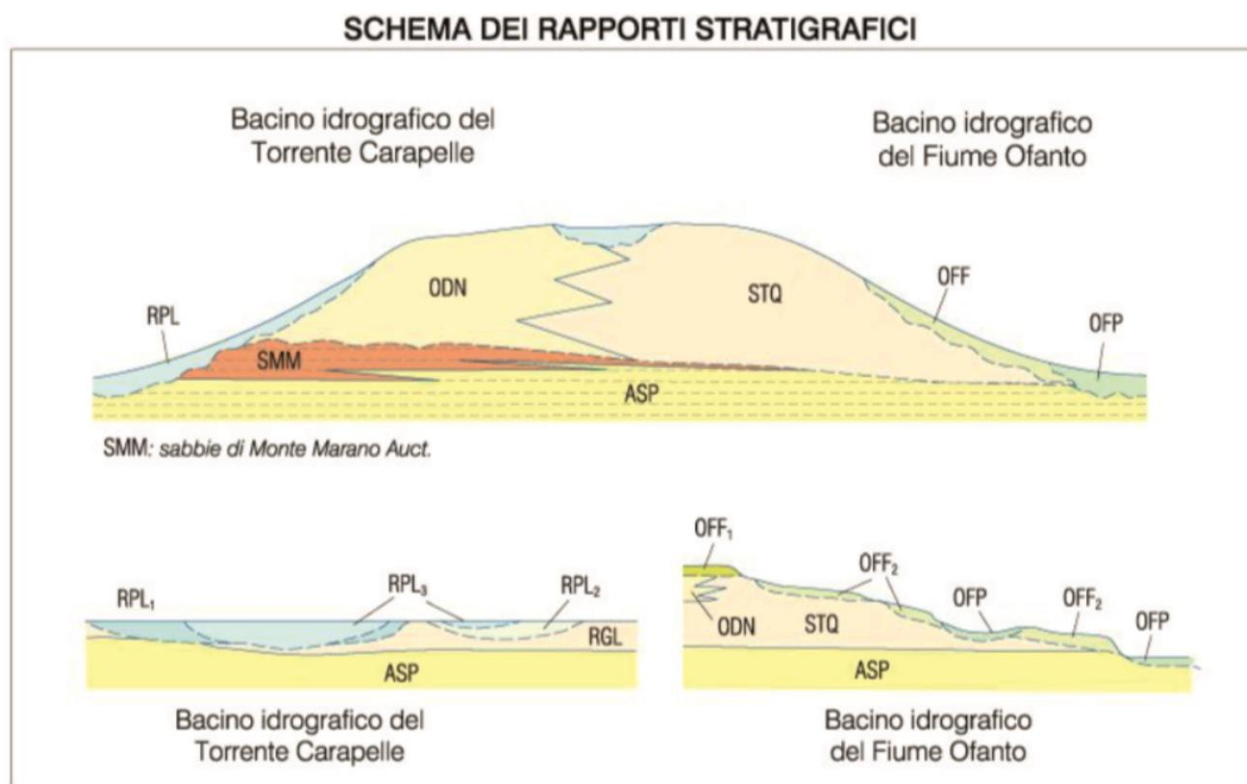 SCHEMA DEI RAPPORTI STRATIGRAFICI
Bacino idrografico del
Torrente Carapelle
Bacino idrografico
del Fiume Ofanto
RPL
ODN
STQ
OFF
OFP
SMM
ASP
SMM: sabbie di Monte Marano Auct.
RPL₁
RPL₃
RPL₂
RGL
ASP
Bacino idrografico del
Torrente Carapelle
OFF₁
OFF₂
OFP
OFF₂
OFP
ODN
STQ
ASP
Bacino idrografico
del Fiume Ofanto